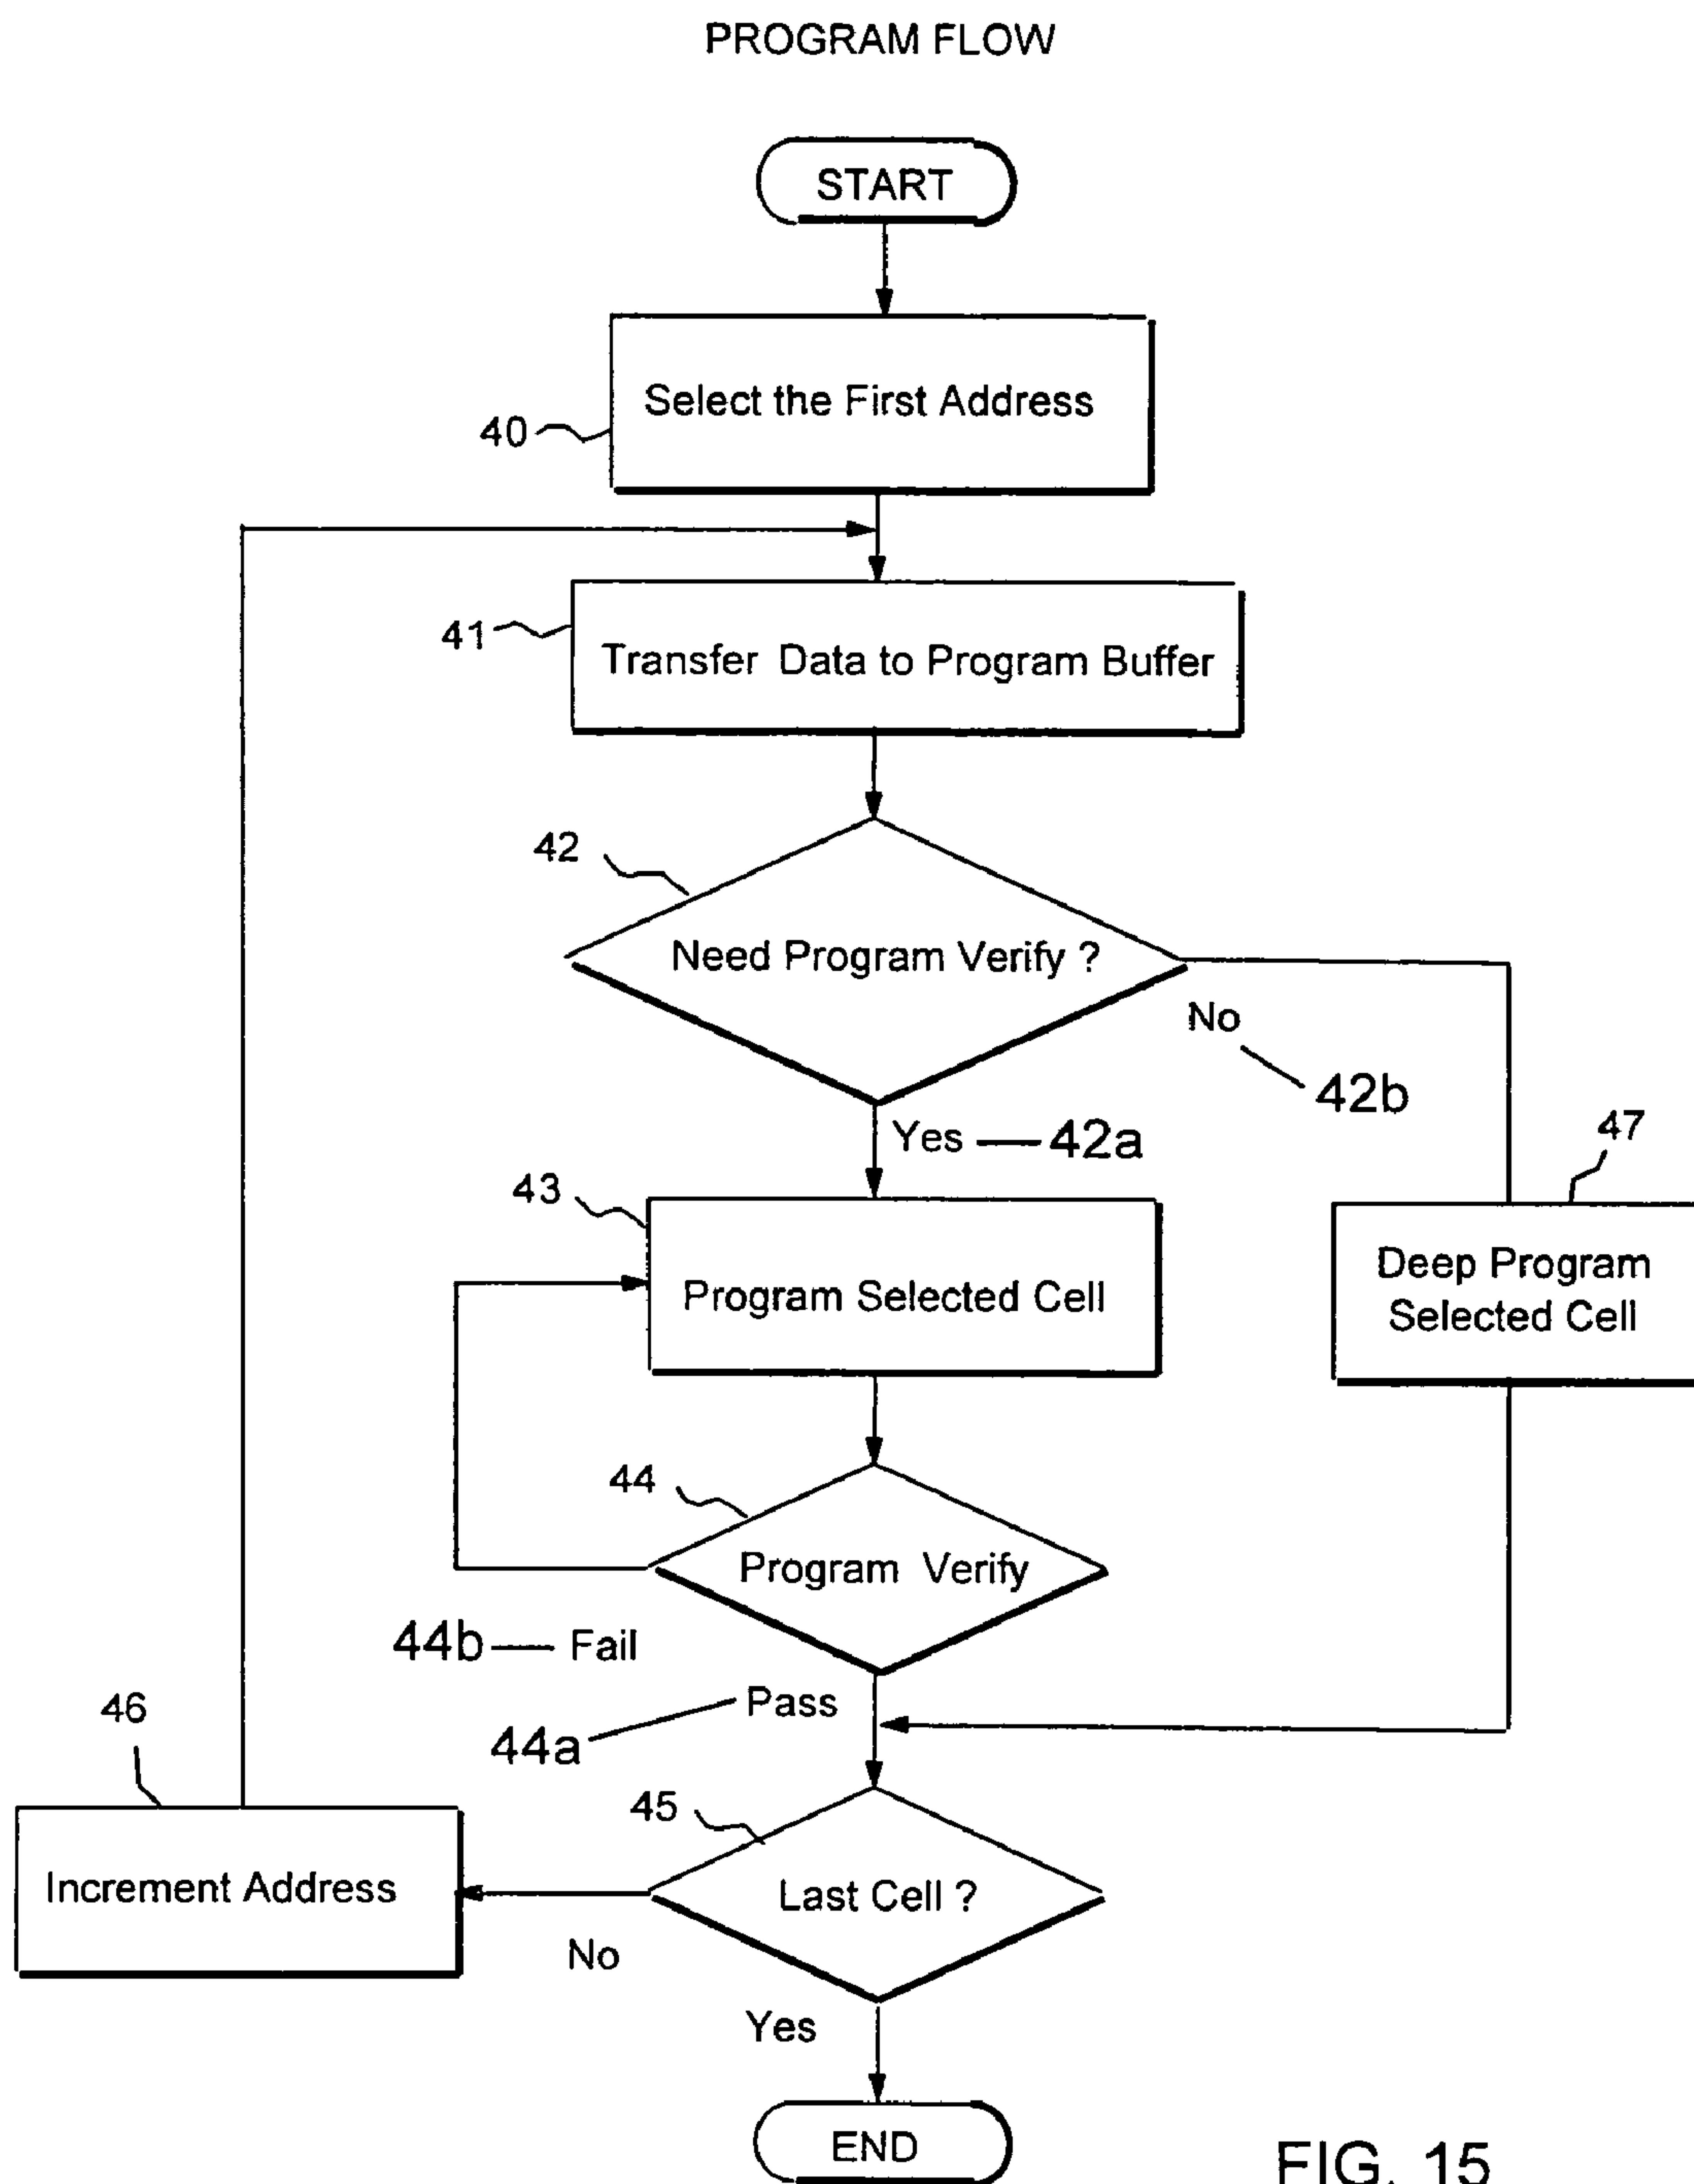 PROGRAM FLOW
START
Select the First Address
40
41
Transfer Data to Program Buffer
42
Need Program Verify ?
No
42b
Yes
42a
47
43
Deep Program
Selected Cell
Program Selected Cell
44
Program Verify
44b
Fail
Pass
44a
46
45
Increment Address
Last Cell ?
No
Yes
END
FIG. 15